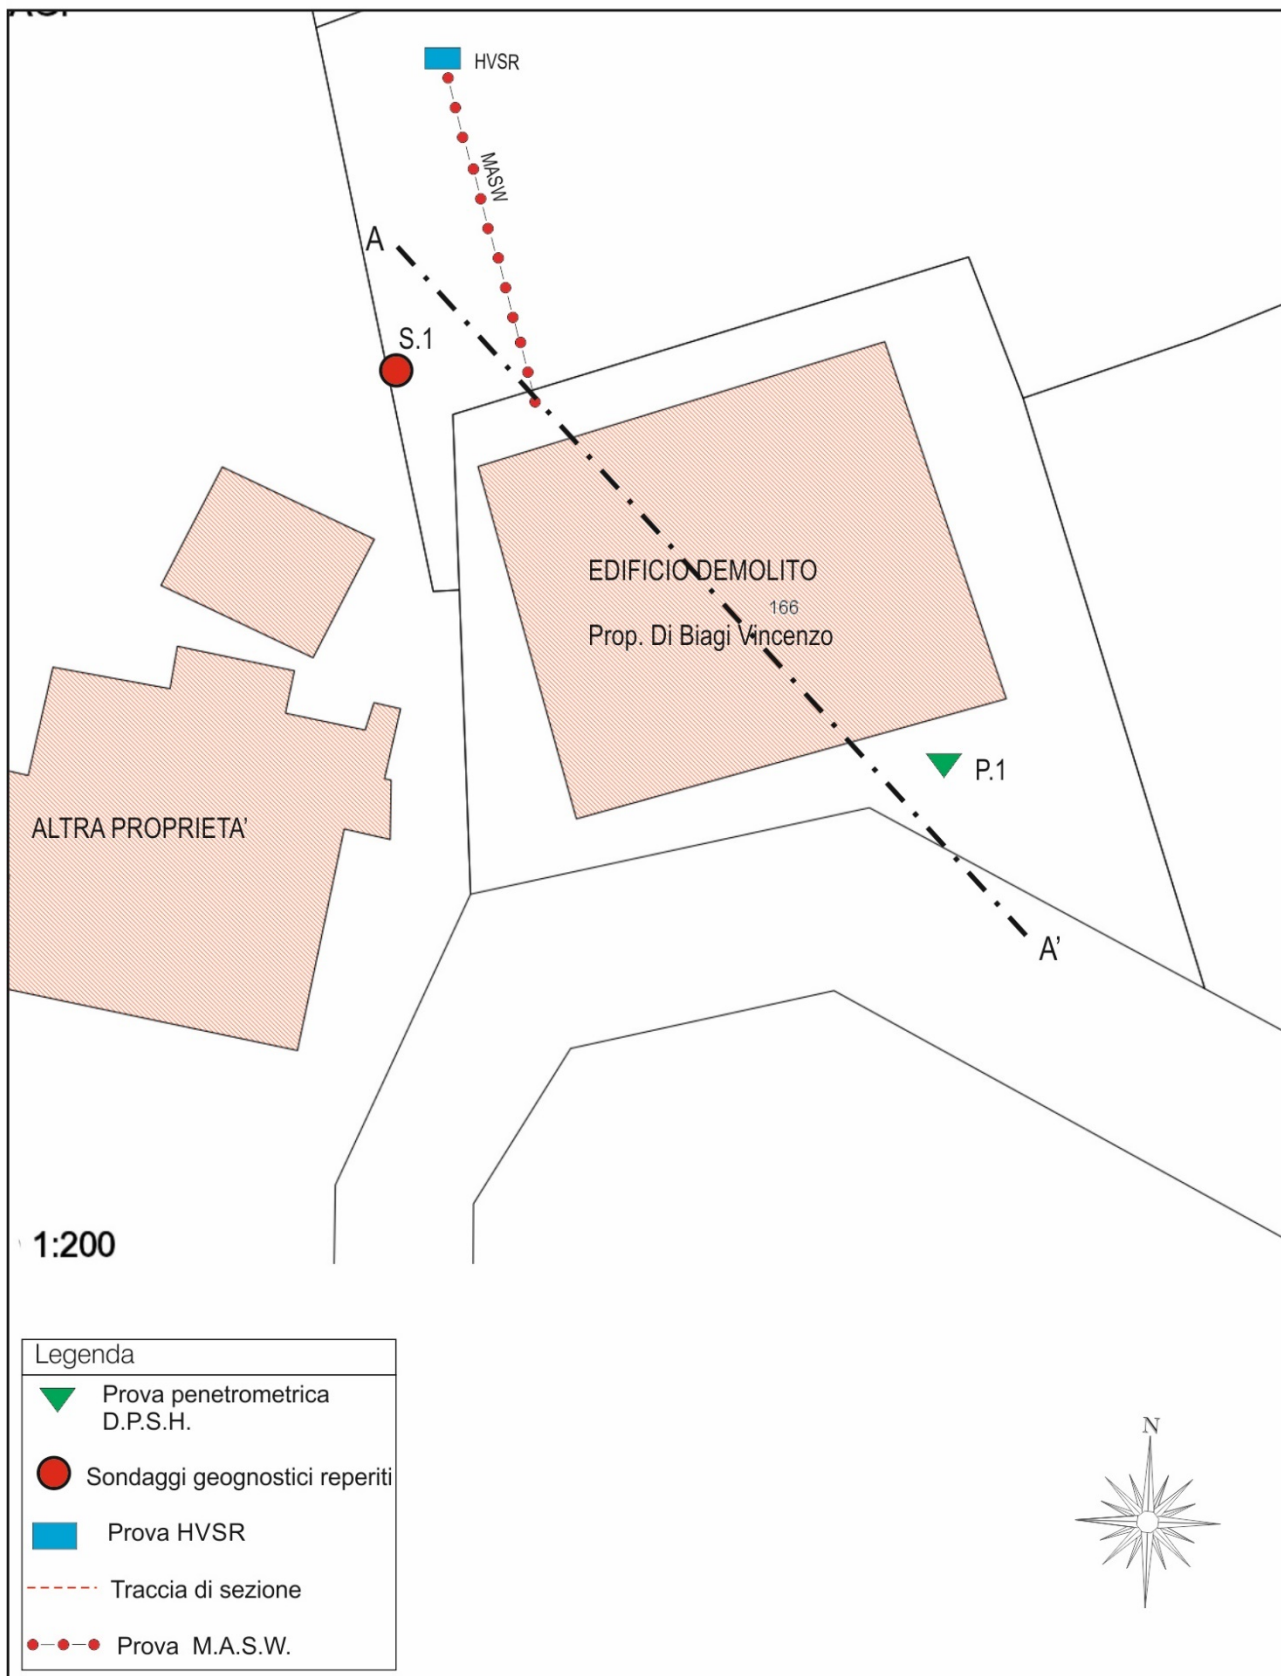 HVSR
MASW
A
S.1
EDIFICIO DEMOLITO
166
Prop. Di Biagi Vincenzo
P.1
ALTRA PROPRIETA'
A'
1:200
Legenda
Prova penetrometrica
D.P.S.H.
Sondaggi geognostici reperiti
Prova HVSR
Traccia di sezione
Prova M.A.S.W.
N